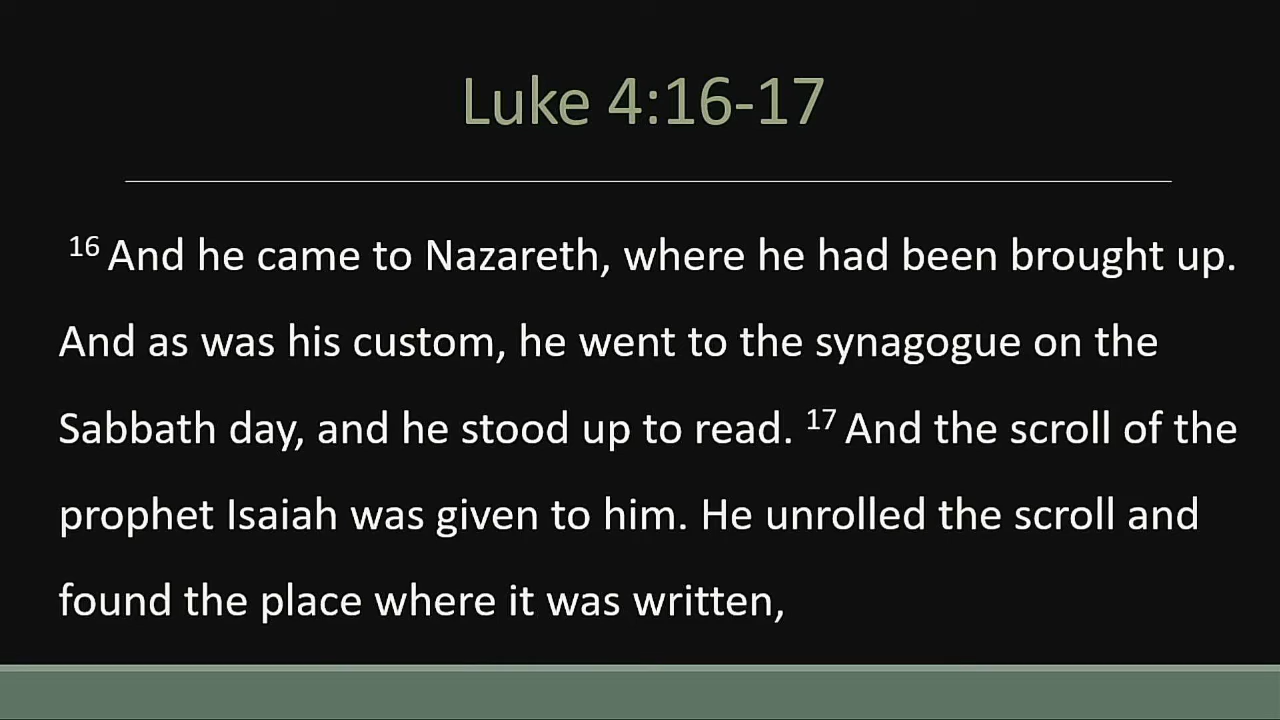 Luke 4:16-17
16 And he came to Nazareth, where he had been brought up.
And as was his custom, he went to the synagogue on the
Sabbath day, and he stood up to read. 17 And the scroll of the
prophet Isaiah was given to him. He unrolled the scroll and
found the place where it was written,